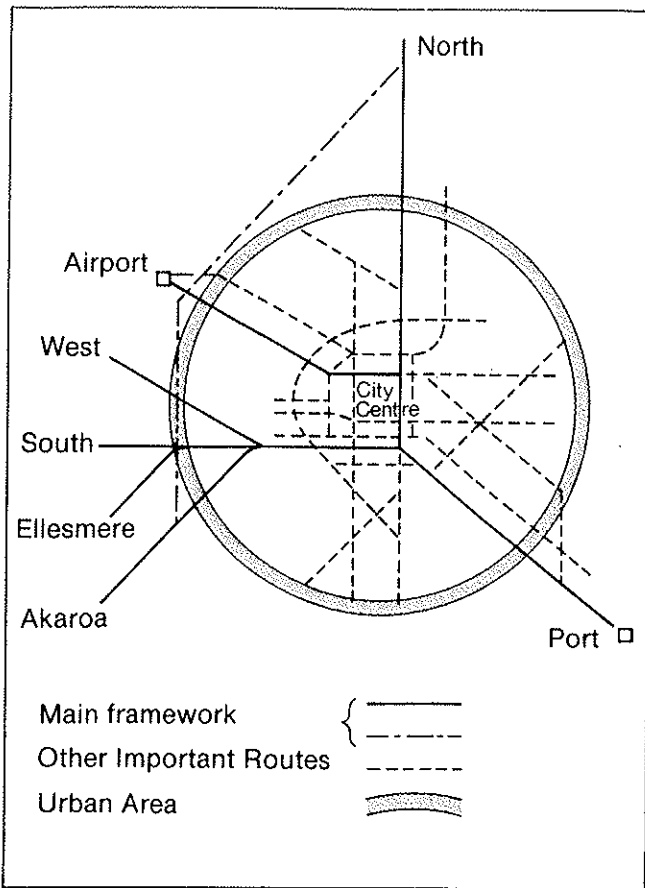 North
Airport
West
City
Centre
South
Ellesmere
Akaroa
Port
Main framework
Other Important Routes
Urban Area